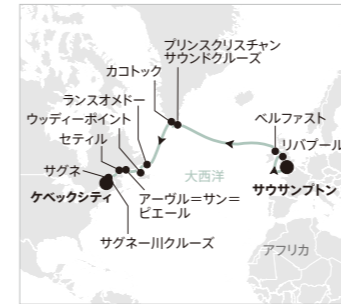 プリンスクリスチャン
サウンドクルーズ
カコトック
ランスオメドー
ウッディーポイント
セティル
サグネ
ケベックシティ
アーヴル=サン=
ピエール
サグネー川クルーズ
大西洋
ベルファスト
リバプール
サウサンプトン
アフリカ